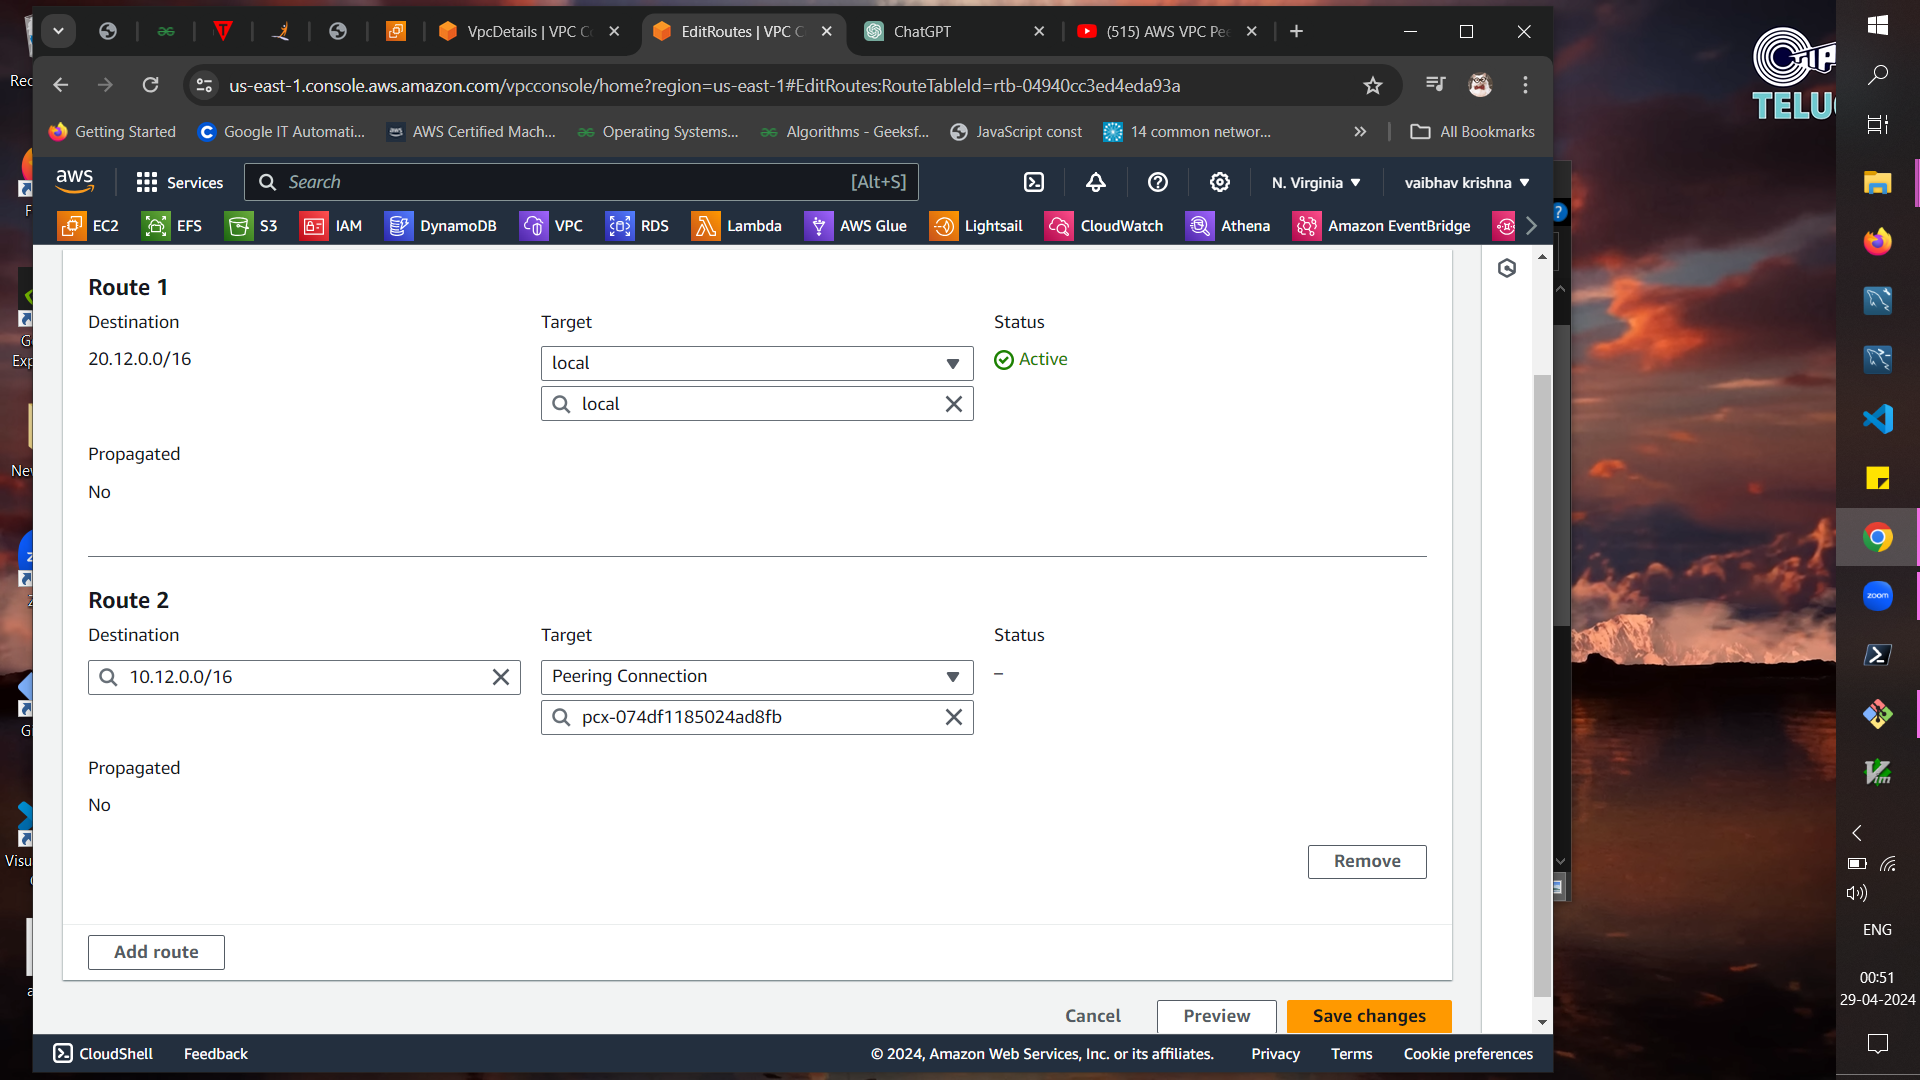 VpcDetails | VPC C
EditRoutes | VPC C
ChatGPT
(515) AWS VPC Pe
us-east-1.console.aws.amazon.com/vpcconsole/home?region=us-east-1#EditRoutes:RouteTableId=rtb-04940cc3ed4eda93a
Getting Started
Google IT Automati...
AWS Certified Mach...
Operating Systems...
Algorithms - Geeksf...
JavaScript const
14 common networ...
All Bookmarks
aws
Services
Search
[Alt+S]
N. Virginia
vaibhav krishna
EC2
EFS
S3
IAM
DynamoDB
VPC
RDS
Lambda
AWS Glue
Lightsail
CloudWatch
Athena
Amazon EventBridge
Route 1
Destination
Target
Status
20.12.0.0/16
local
Active
local
Propagated
No
Route 2
Destination
Target
Status
10.12.0.0/16
Peering Connection
–
pcx-074df1185024ad8fb
Propagated
No
Remove
Add route
Cancel
Preview
Save changes
CloudShell
Feedback
© 2024, Amazon Web Services, Inc. or its affiliates.
Privacy
Terms
Cookie preferences
zoom
ENG
00:51
29-04-2024